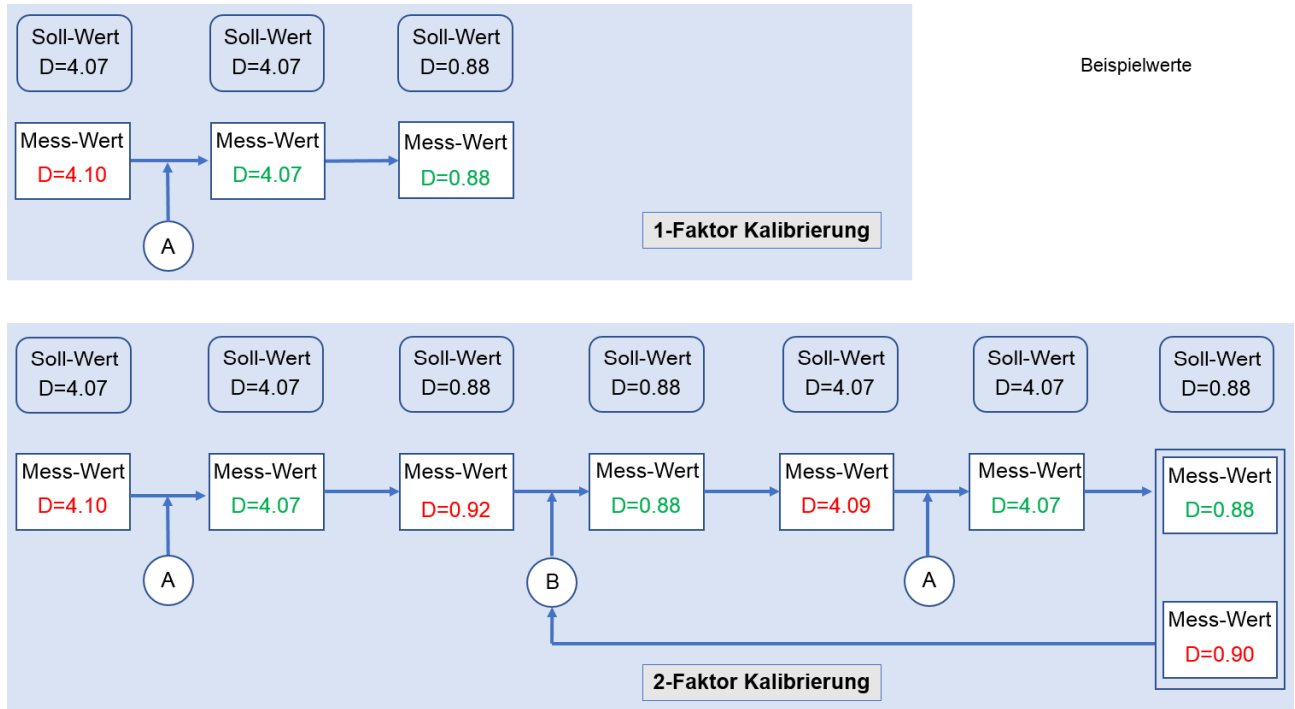 Soll-Wert
D=4.07
Soll-Wert
D=4.07
Soll-Wert
D=0.88
Beispielwerte
Mess-Wert
D=4.10
Mess-Wert
D=4.07
Mess-Wert
D=0.88
A
1-Faktor Kalibrierung
Soll-Wert
D=4.07
Soll-Wert
D=4.07
Soll-Wert
D=0.88
Soll-Wert
D=0.88
Soll-Wert
D=4.07
Soll-Wert
D=4.07
Soll-Wert
D=0.88
Mess-Wert
D=4.10
Mess-Wert
D=4.07
Mess-Wert
D=0.92
Mess-Wert
D=0.88
Mess-Wert
D=4.09
Mess-Wert
D=4.07
Mess-Wert
D=0.88
A
B
A
Mess-Wert
D=0.90
2-Faktor Kalibrierung